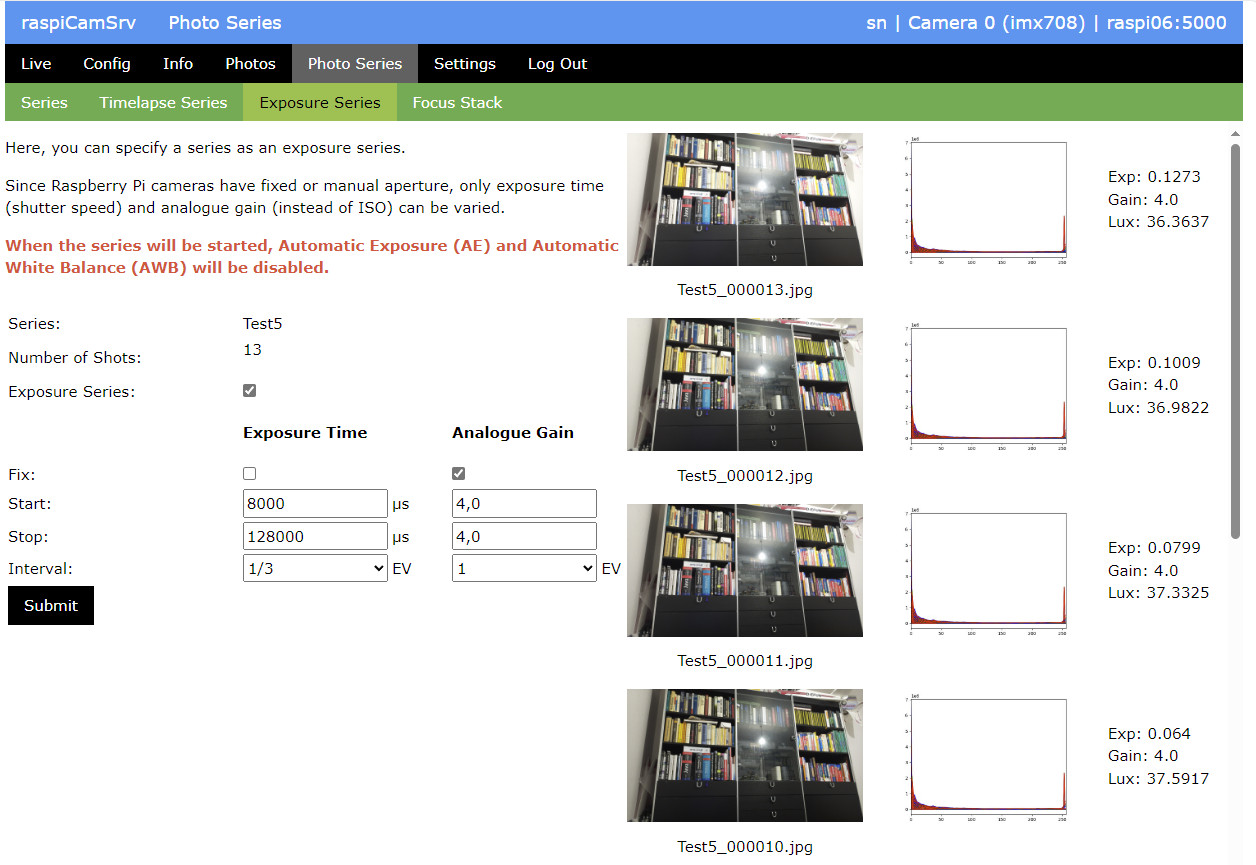 raspiCamSrv Photo Series sn | Camera 0 (imx708) | raspi06:5000
Live Config Info Photos Photo Series Settings Log Out
Series Timelapse Series Exposure Series Focus Stack
Here, you can specify a series as an exposure series.
Since Raspberry Pi cameras have fixed or manual aperture, only exposure time
(shutter speed) and analogue gain (instead of ISO) can be varied.
When the series will be started, Automatic Exposure (AE) and Automatic
White Balance (AWB) will be disabled.
Series: Test5
Number of Shots: 13
Exposure Series:
Exposure Time Analogue Gain
Fix:
Start: 8000 µs 4,0
Stop: 128000 µs 4,0
Interval: 1/3 EV 1 EV
Submit
Exp: 0.1273
Gain: 4.0
Lux: 36.3637
Test5_000013.jpg
Exp: 0.1009
Gain: 4.0
Lux: 36.9822
Test5_000012.jpg
Exp: 0.0799
Gain: 4.0
Lux: 37.3325
Test5_000011.jpg
Exp: 0.064
Gain: 4.0
Lux: 37.5917
Test5_000010.jpg